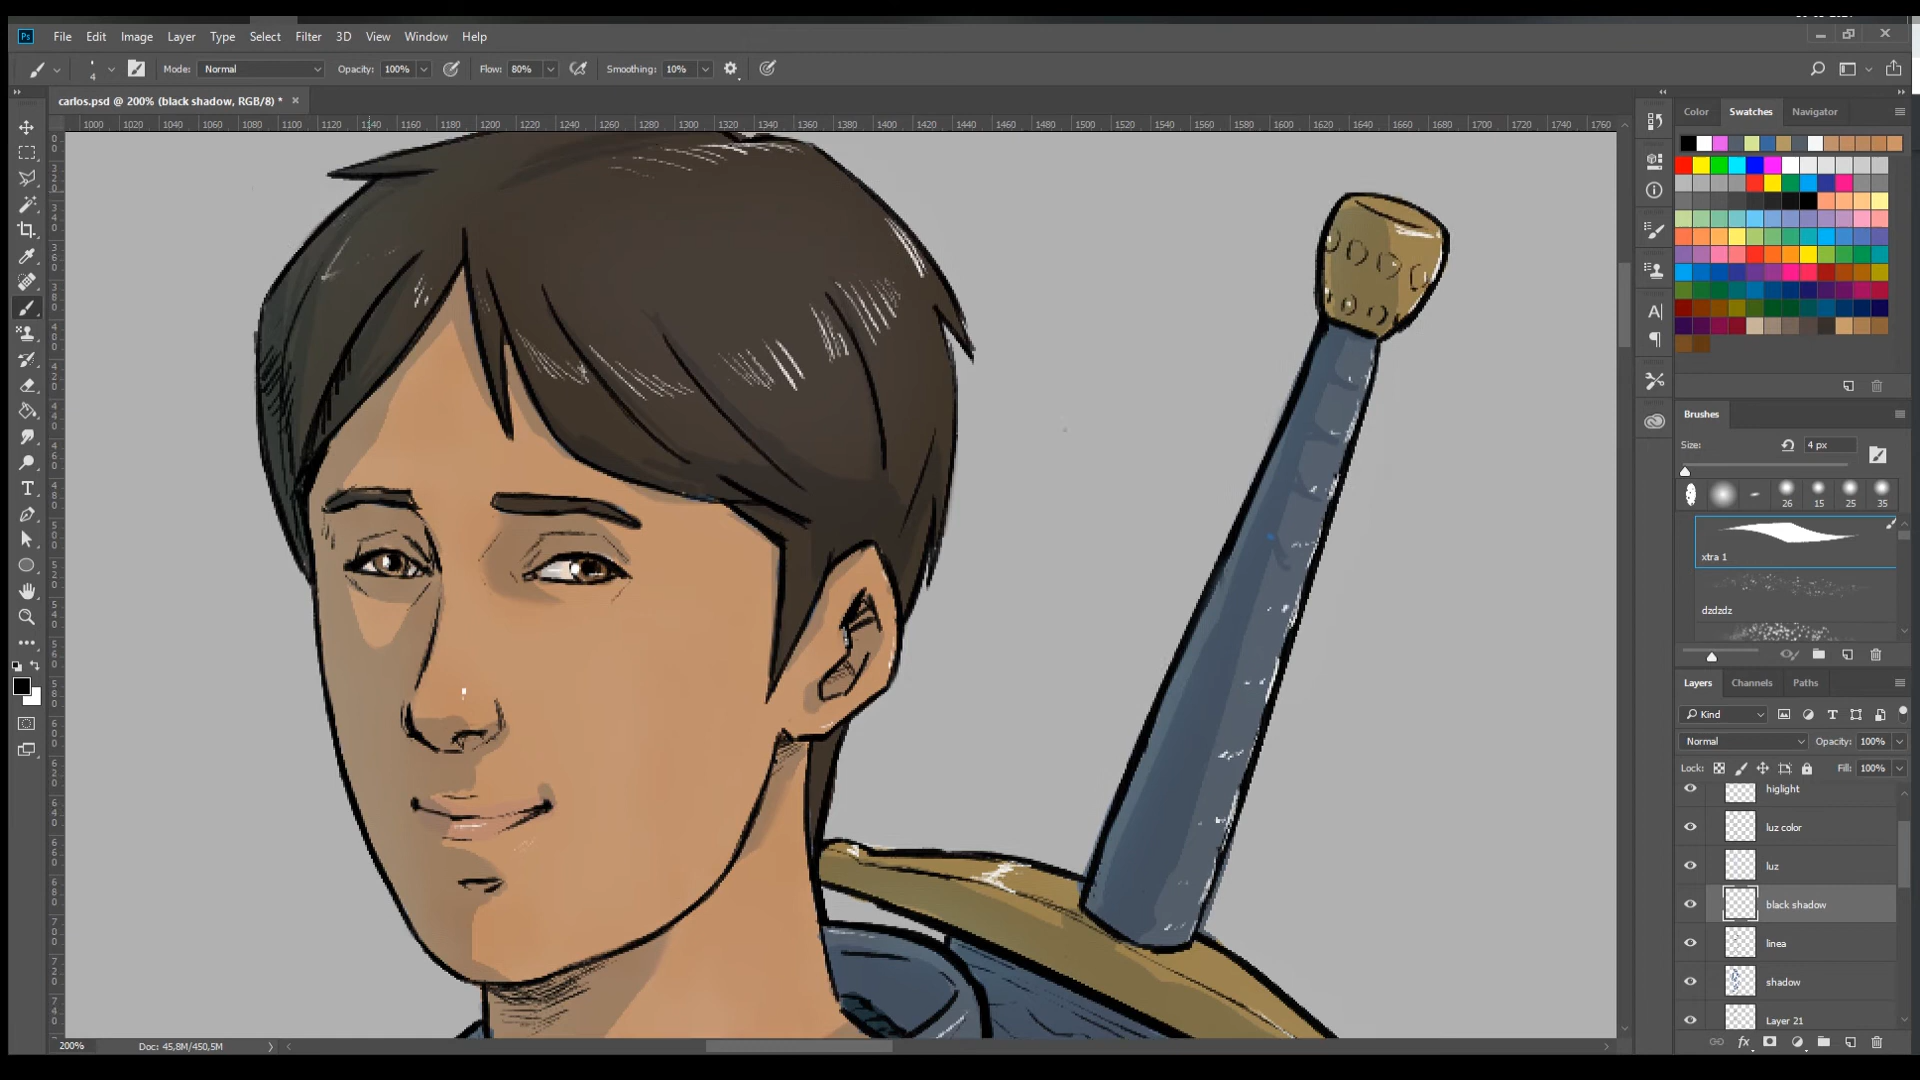 Ps File Edit Image Layer Type Select Filter 3D View Window Help
4 Mode: Normal Opacity: 100% Flow: 80% Smoothing: 10%
carlos.psd @ 200% (black shadow, RGB/8) * ×
1000 1020 1040 1060 1080 1100 1120 1140 1160 1180 1200 1220 1240 1260 1280 1300 1320 1340 1360 1380 1400 1420 1440 1460 1480 1500 1520 1540 1560 1580 1600 1620 1640 1660 1680 1700 1720 1740 1760
Color Swatches Navigator
Brushes
Size: 4 px
26 15 25 35
xtra 1
dzdzdz
Layers Channels Paths
Kind
Normal Opacity: 100%
Lock: Fill: 100%
higlight
luz color
luz
black shadow
linea
shadow
Layer 21
fx
200% Doc: 45,8M/450,5M